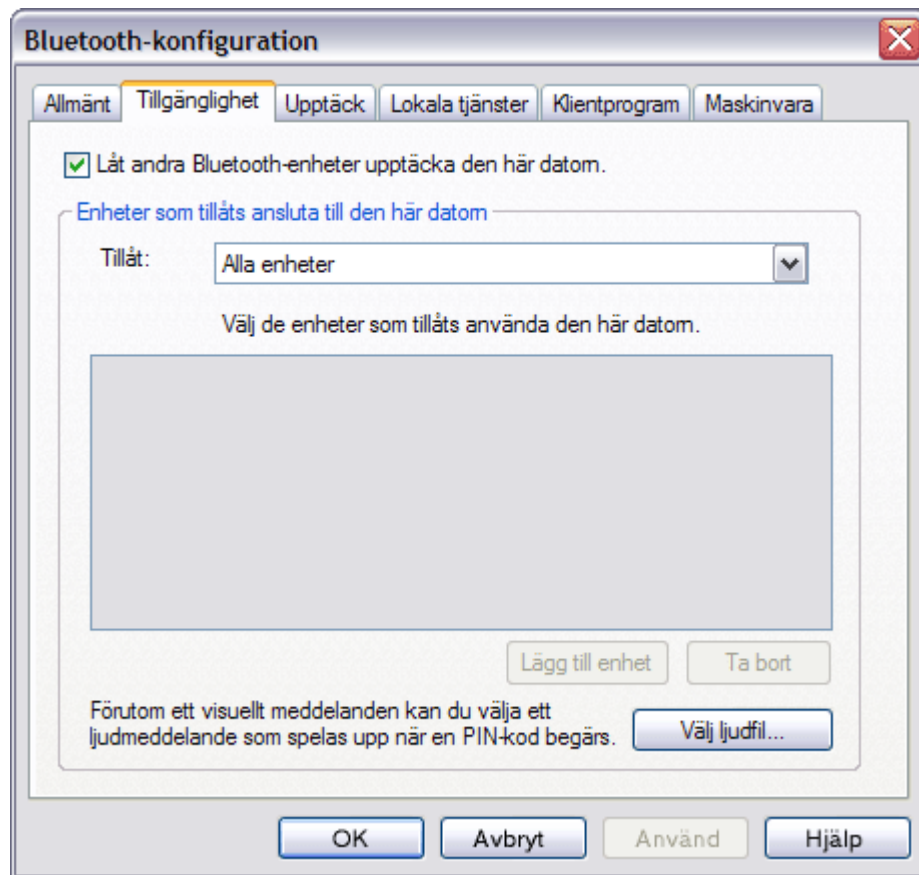 Bluetooth-konfiguration
Allmänt
Tillgänglighet
Upptäck
Lokala tjänster
Klientprogram
Maskinvara
Låt andra Bluetooth-enheter upptäcka den här datorn.
Enheter som tillåts ansluta till den här datorn
Tillåt:
Alla enheter
Välj de enheter som tillåts använda den här datorn.
Lägg till enhet
Ta bort
Förutom ett visuellt meddelanden kan du välja ett
ljudmeddelande som spelas upp när en PIN-kod begärs.
Välj ljudfil...
OK
Avbryt
Använd
Hjälp